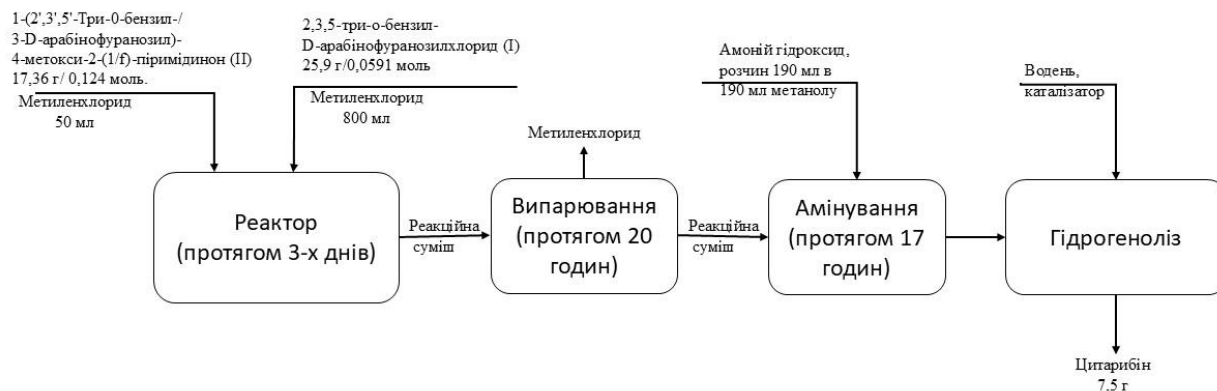 1-(2',3',5'-Три-0-бензил-/
3-D-арабінофуранозил)-
4-метокси-2-(1/f)-піримідинон (II)
17,36 г/ 0,124 моль.
Метиленхлорид
50 мл
2,3,5-три-о-бензил-
D-арабінофуранозилхлорид (I)
25,9 г/0,0591 моль
Метиленхлорид
800 мл
Реактор
(протягом 3-х днів)
Реакційна
суміш
Метиленхлорид
Випарювання
(протягом 20
годин)
Реакційна
суміш
Амоній гідроксид,
розчин 190 мл в
190 мл метанолу
Амінування
(протягом 17
годин)
Водень,
каталізатор
Гідрогеноліз
Цитарибін
7,5 г